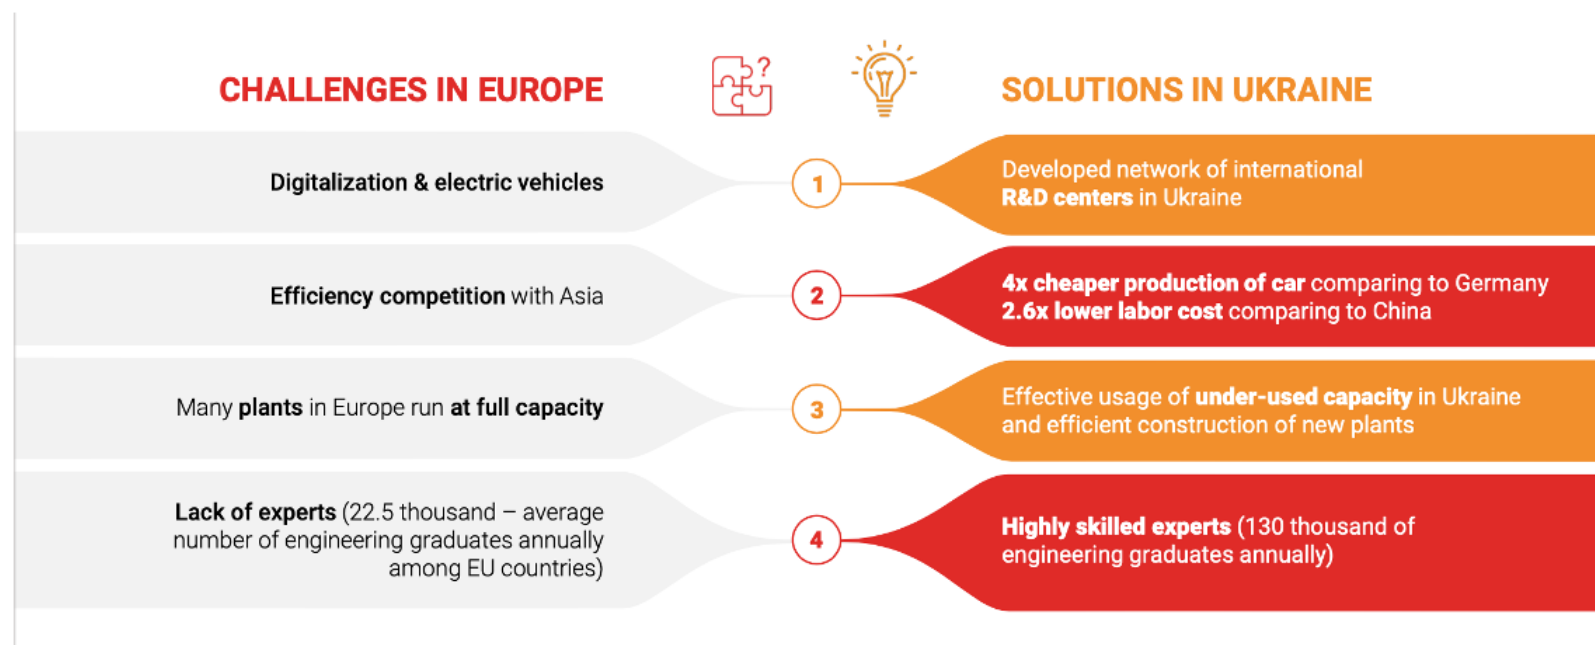 CHALLENGES IN EUROPE
?
SOLUTIONS IN UKRAINE
Digitalization & electric vehicles
1
Developed network of international
R&D centers in Ukraine
Efficiency competition with Asia
2
4x cheaper production of car comparing to Germany
2.6x lower labor cost comparing to China
Many plants in Europe run at full capacity
3
Effective usage of under-used capacity in Ukraine
and efficient construction of new plants
Lack of experts (22.5 thousand – average
number of engineering graduates annually
among EU countries)
4
Highly skilled experts (130 thousand of
engineering graduates annually)